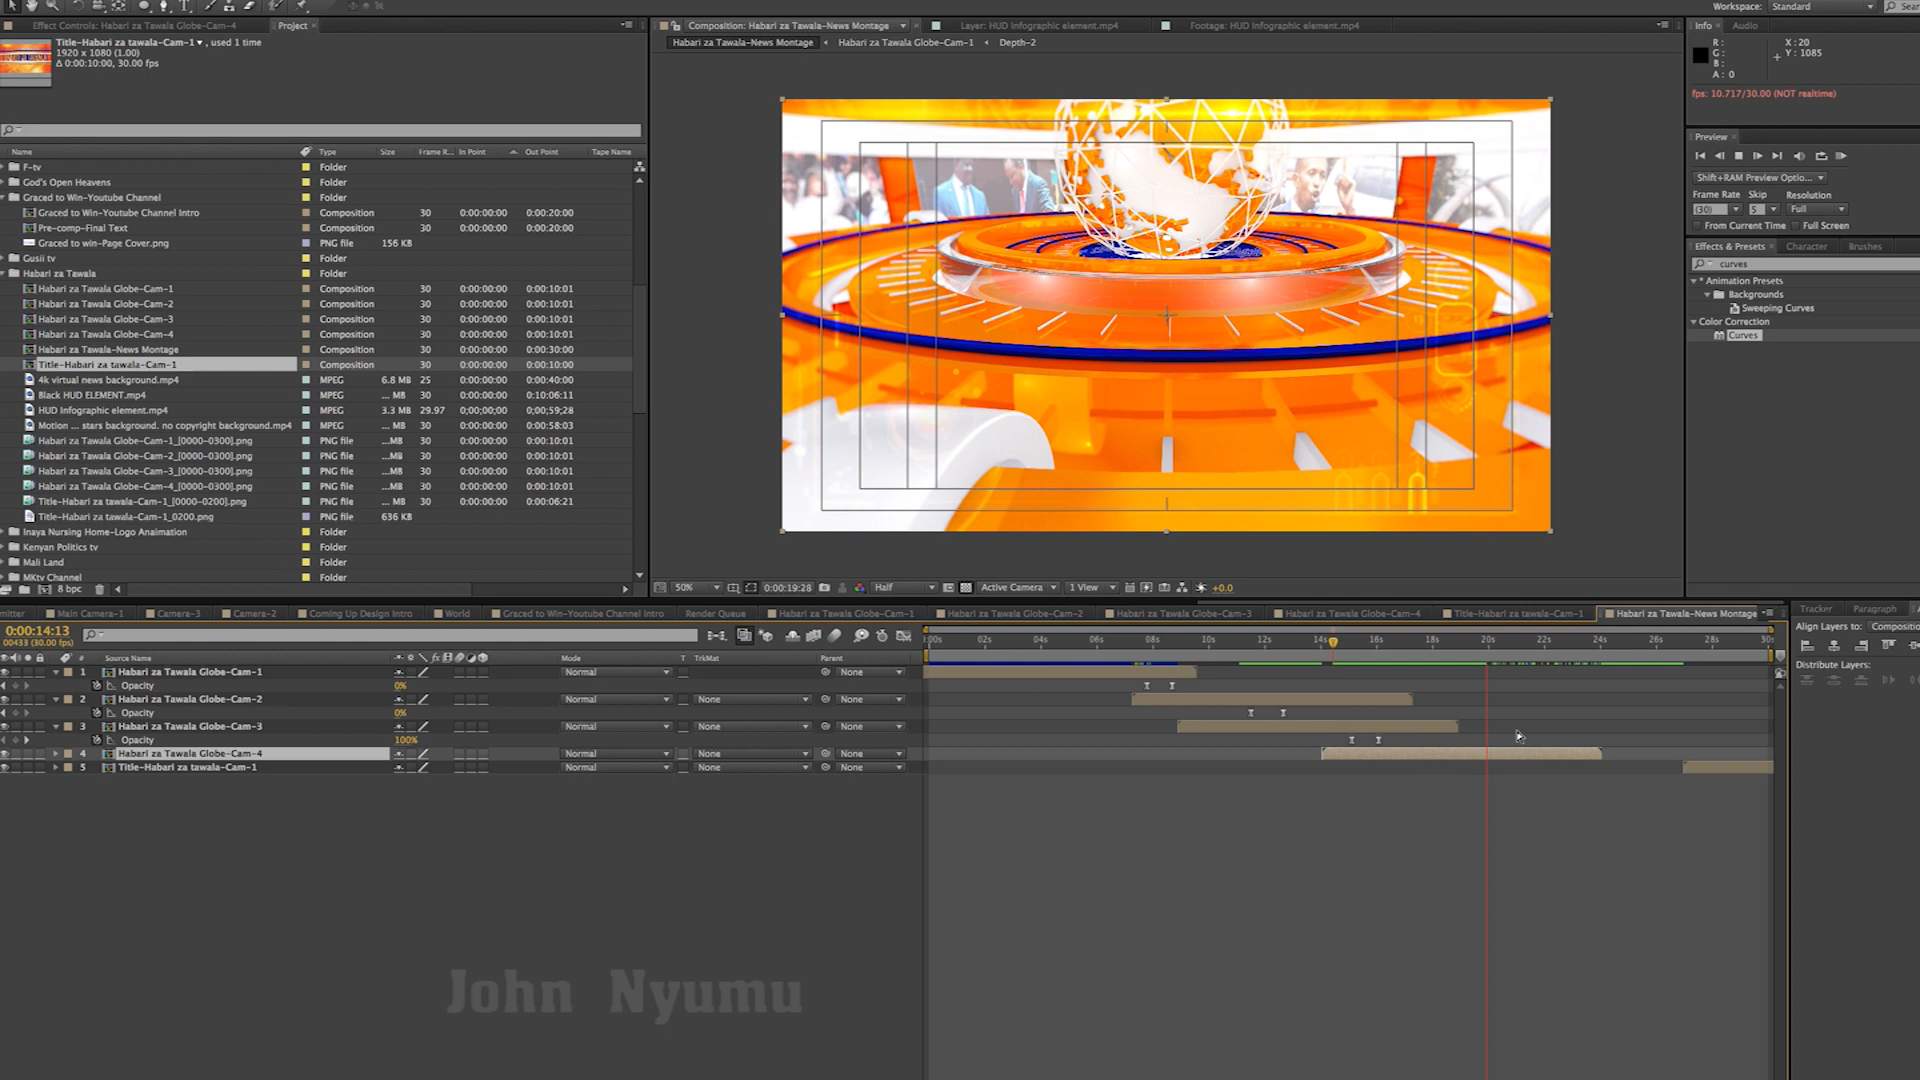 Workspace: Standard
Effect Controls: Habari za Tawala Globe-Cam-4
Project
Title-Habari za tawala-Cam-1 , used 1 time
1920 x 1080 (1.00)
Δ 0:00:10:00, 30.00 fps
Name Type Size Frame R... In Point Out Point Tape Name
F-tv Folder
God's Open Heavens Folder
Graced to Win-Youtube Channel Folder
Graced to Win-Youtube Channel Intro Composition 30 0:00:00:00 0:00:20:00
Pre-comp-Final Text Composition 30 0:00:00:00 0:00:20:00
Graced to win-Page Cover.png PNG file 156 KB
Gusii tv Folder
Habari za Tawala Folder
Habari za Tawala Globe-Cam-1 Composition 30 0:00:00:00 0:00:10:01
Habari za Tawala Globe-Cam-2 Composition 30 0:00:00:00 0:00:10:01
Habari za Tawala Globe-Cam-3 Composition 30 0:00:00:00 0:00:10:01
Habari za Tawala Globe-Cam-4 Composition 30 0:00:00:00 0:00:10:01
Habari za Tawala-News Montage Composition 30 0:00:00:00 0:00:30:00
Title-Habari za tawala-Cam-1 Composition 30 0:00:00:00 0:00:10:00
4k virtual news background.mp4 MPEG 6.8 MB 25 0:00:00:00 0:00:40:00
Black HUD ELEMENT.mp4 MPEG ... MB 30 0:00:00:00 0:10:06:11
HUD Infographic element.mp4 MPEG 3.3 MB 29.97 0;00;00;00 0;00;59;28
Motion ... stars background. no copyright background.mp4 MPEG ... MB 30 0:00:00:00 0:00:58:03
Habari za Tawala Globe-Cam-1_[0000-0300].png PNG file ...MB 30 0:00:00:00 0:00:10:01
Habari za Tawala Globe-Cam-2_[0000-0300].png PNG file ...MB 30 0:00:00:00 0:00:10:01
Habari za Tawala Globe-Cam-3_[0000-0300].png PNG file ...MB 30 0:00:00:00 0:00:10:01
Habari za Tawala Globe-Cam-4_[0000-0300].png PNG file ...MB 30 0:00:00:00 0:00:10:01
Title-Habari za tawala-Cam-1_[0000-0200].png PNG file ... MB 30 0:00:00:00 0:00:06:21
Title-Habari za tawala-Cam-1_0200.png PNG file 636 KB
Inaya Nursing Home-Logo Anaimation Folder
Kenyan Politics tv Folder
Mali Land Folder
MKtv Channel Folder
8 bpc
Composition: Habari za Tawala-News Montage Layer: HUD Infographic element.mp4 Footage: HUD Infographic element.mp4
Habari za Tawala-News Montage Habari za Tawala Globe-Cam-1 Depth-2
50% 0:00:19:28 Half Active Camera 1 View +0.0
Info Audio
R: X: 20
G: Y: 1085
B:
A: 0
fps: 10.717/30.00 (NOT realtime)
Preview
Shift+RAM Preview Optio...
Frame Rate Skip Resolution
(30) 5 Full
From Current Time Full Screen
Effects & Presets Character Brushes
curves
* Animation Presets
Backgrounds
Sweeping Curves
Color Correction
Curves
Main Camera-1 Camera-3 Camera-2 Coming Up Design Intro World Graced to Win-Youtube Channel Intro Render Queue Habari za Tawala Globe-Cam-1 Habari za Tawala Globe-Cam-2 Habari za Tawala Globe-Cam-3 Habari za Tawala Globe-Cam-4 Title-Habari za tawala-Cam-1 Habari za Tawala-News Montage
0:00:14:13
00433 (30.00 fps)
:00s 02s 04s 06s 08s 10s 12s 14s 16s 18s 20s 22s 24s 26s 28s 30s
# Source Name fx Mode T TrkMat Parent
1 Habari za Tawala Globe-Cam-1 Normal None
Opacity 0%
2 Habari za Tawala Globe-Cam-2 Normal None None
Opacity 0%
3 Habari za Tawala Globe-Cam-3 Normal None None
Opacity 100%
4 Habari za Tawala Globe-Cam-4 Normal None None
5 Title-Habari za tawala-Cam-1 Normal None None
Tracker Paragraph
Align Layers to:
Distribute Layers:
John Nyumu